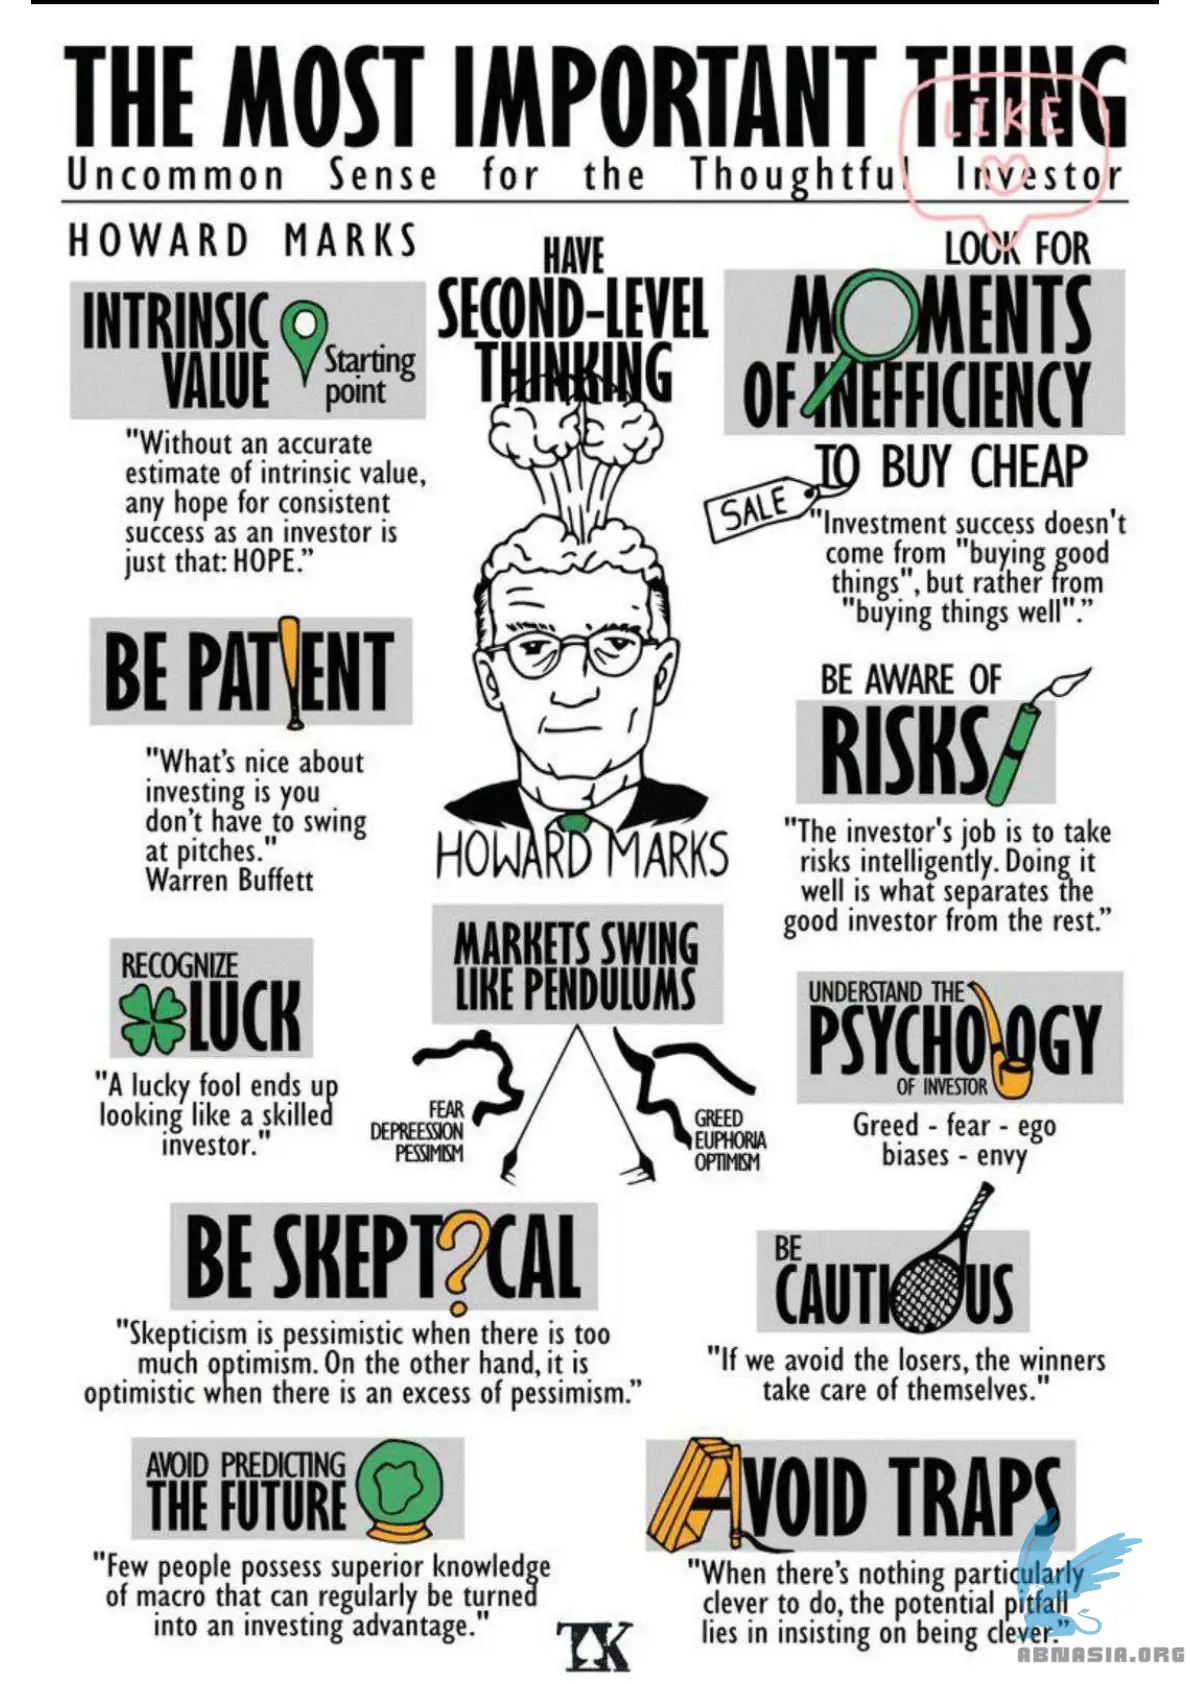 THE MOST IMPORTANT THING
LIKE
Uncommon Sense for the Thoughtful Investor
HOWARD MARKS
INTRINSIC
VALUE
Starting
point
"Without an accurate
estimate of intrinsic value,
any hope for consistent
success as an investor is
just that: HOPE.”
HAVE
SECOND-LEVEL
THINKING
LOOK FOR
MOMENTS
OF INEFFICIENCY
TO BUY CHEAP
SALE
"Investment success doesn't
come from "buying good
things", but rather from
"buying things well".”
BE PATIENT
"What’s nice about
investing is you
don’t have to swing
at pitches."
Warren Buffett
HOWARD MARKS
BE AWARE OF
RISKS
"The investor's job is to take
risks intelligently. Doing it
well is what separates the
good investor from the rest.”
RECOGNIZE
LUCK
"A lucky fool ends up
looking like a skilled
investor."
MARKETS SWING
LIKE PENDULUMS
FEAR
DEPREESSION
PESSIMISM
GREED
EUPHORIA
OPTIMISM
UNDERSTAND THE
PSYCHOLOGY
OF INVESTOR
Greed - fear - ego
biases - envy
BE SKEPT?CAL
"Skepticism is pessimistic when there is too
much optimism. On the other hand, it is
optimistic when there is an excess of pessimism.”
BE
CAUTIOUS
"If we avoid the losers, the winners
take care of themselves."
AVOID PREDICTING
THE FUTURE
"Few people possess superior knowledge
of macro that can regularly be turned
into an investing advantage."
AVOID TRAPS
"When there’s nothing particularly
clever to do, the potential pitfall
lies in insisting on being clever.”
TK
ABNASIA.ORG